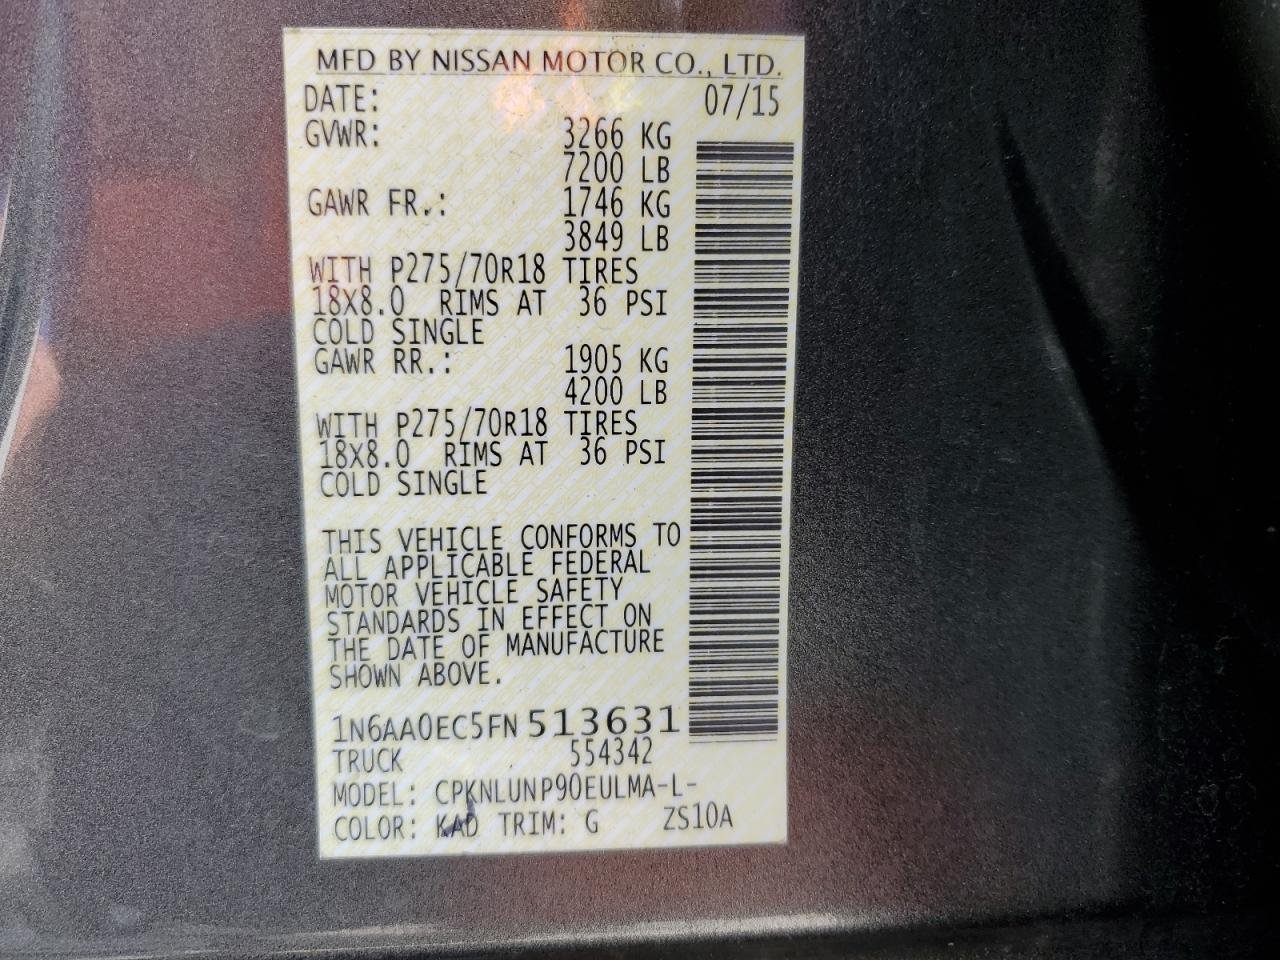 MFD BY NISSAN MOTOR CO., LTD.
DATE: 07/15
GVWR: 3266 KG
7200 LB
GAWR FR.: 1746 KG
3849 LB
WITH P275/70R18 TIRES
18X8.0 RIMS AT 36 PSI
COLD SINGLE
GAWR RR.: 1905 KG
4200 LB
WITH P275/70R18 TIRES
18X8.0 RIMS AT 36 PSI
COLD SINGLE
THIS VEHICLE CONFORMS TO
ALL APPLICABLE FEDERAL
MOTOR VEHICLE SAFETY
STANDARDS IN EFFECT ON
THE DATE OF MANUFACTURE
SHOWN ABOVE.
1N6AA0EC5FN 513631
TRUCK 554342
MODEL: CPKNLUNP90EULMA-L-
COLOR: KAD TRIM: G ZS10A